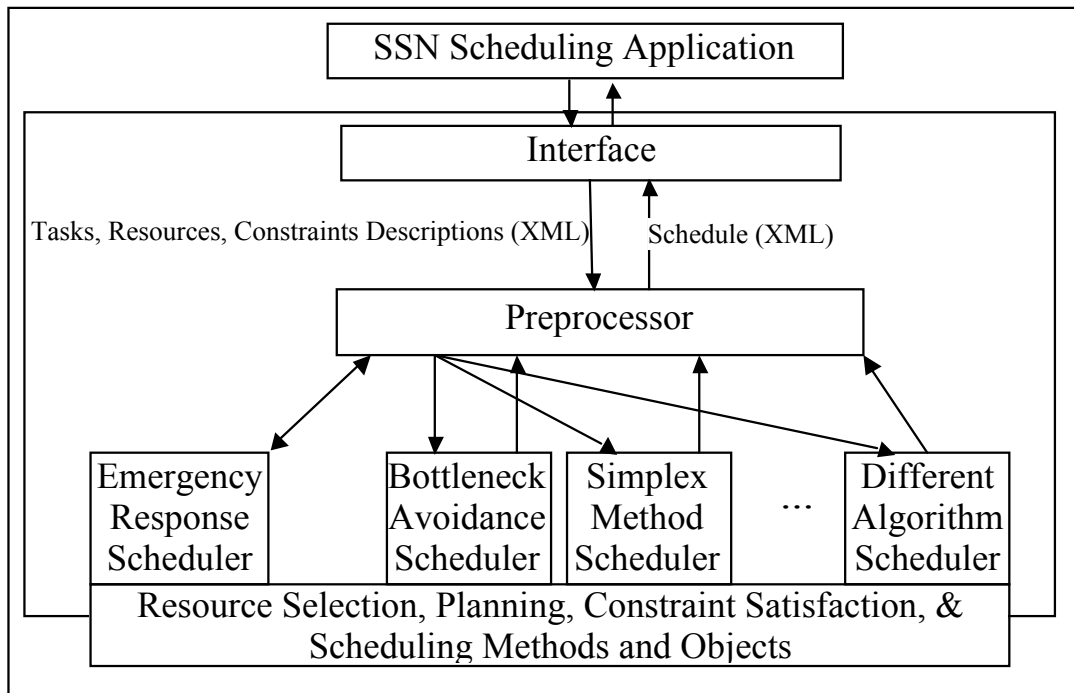 SSN Scheduling Application
Interface
Tasks, Resources, Constraints Descriptions (XML)
Schedule (XML)
Preprocessor
Emergency
Response
Scheduler
Bottleneck
Avoidance
Scheduler
Simplex
Method
Scheduler
...
Different
Algorithm
Scheduler
Resource Selection, Planning, Constraint Satisfaction, &
Scheduling Methods and Objects